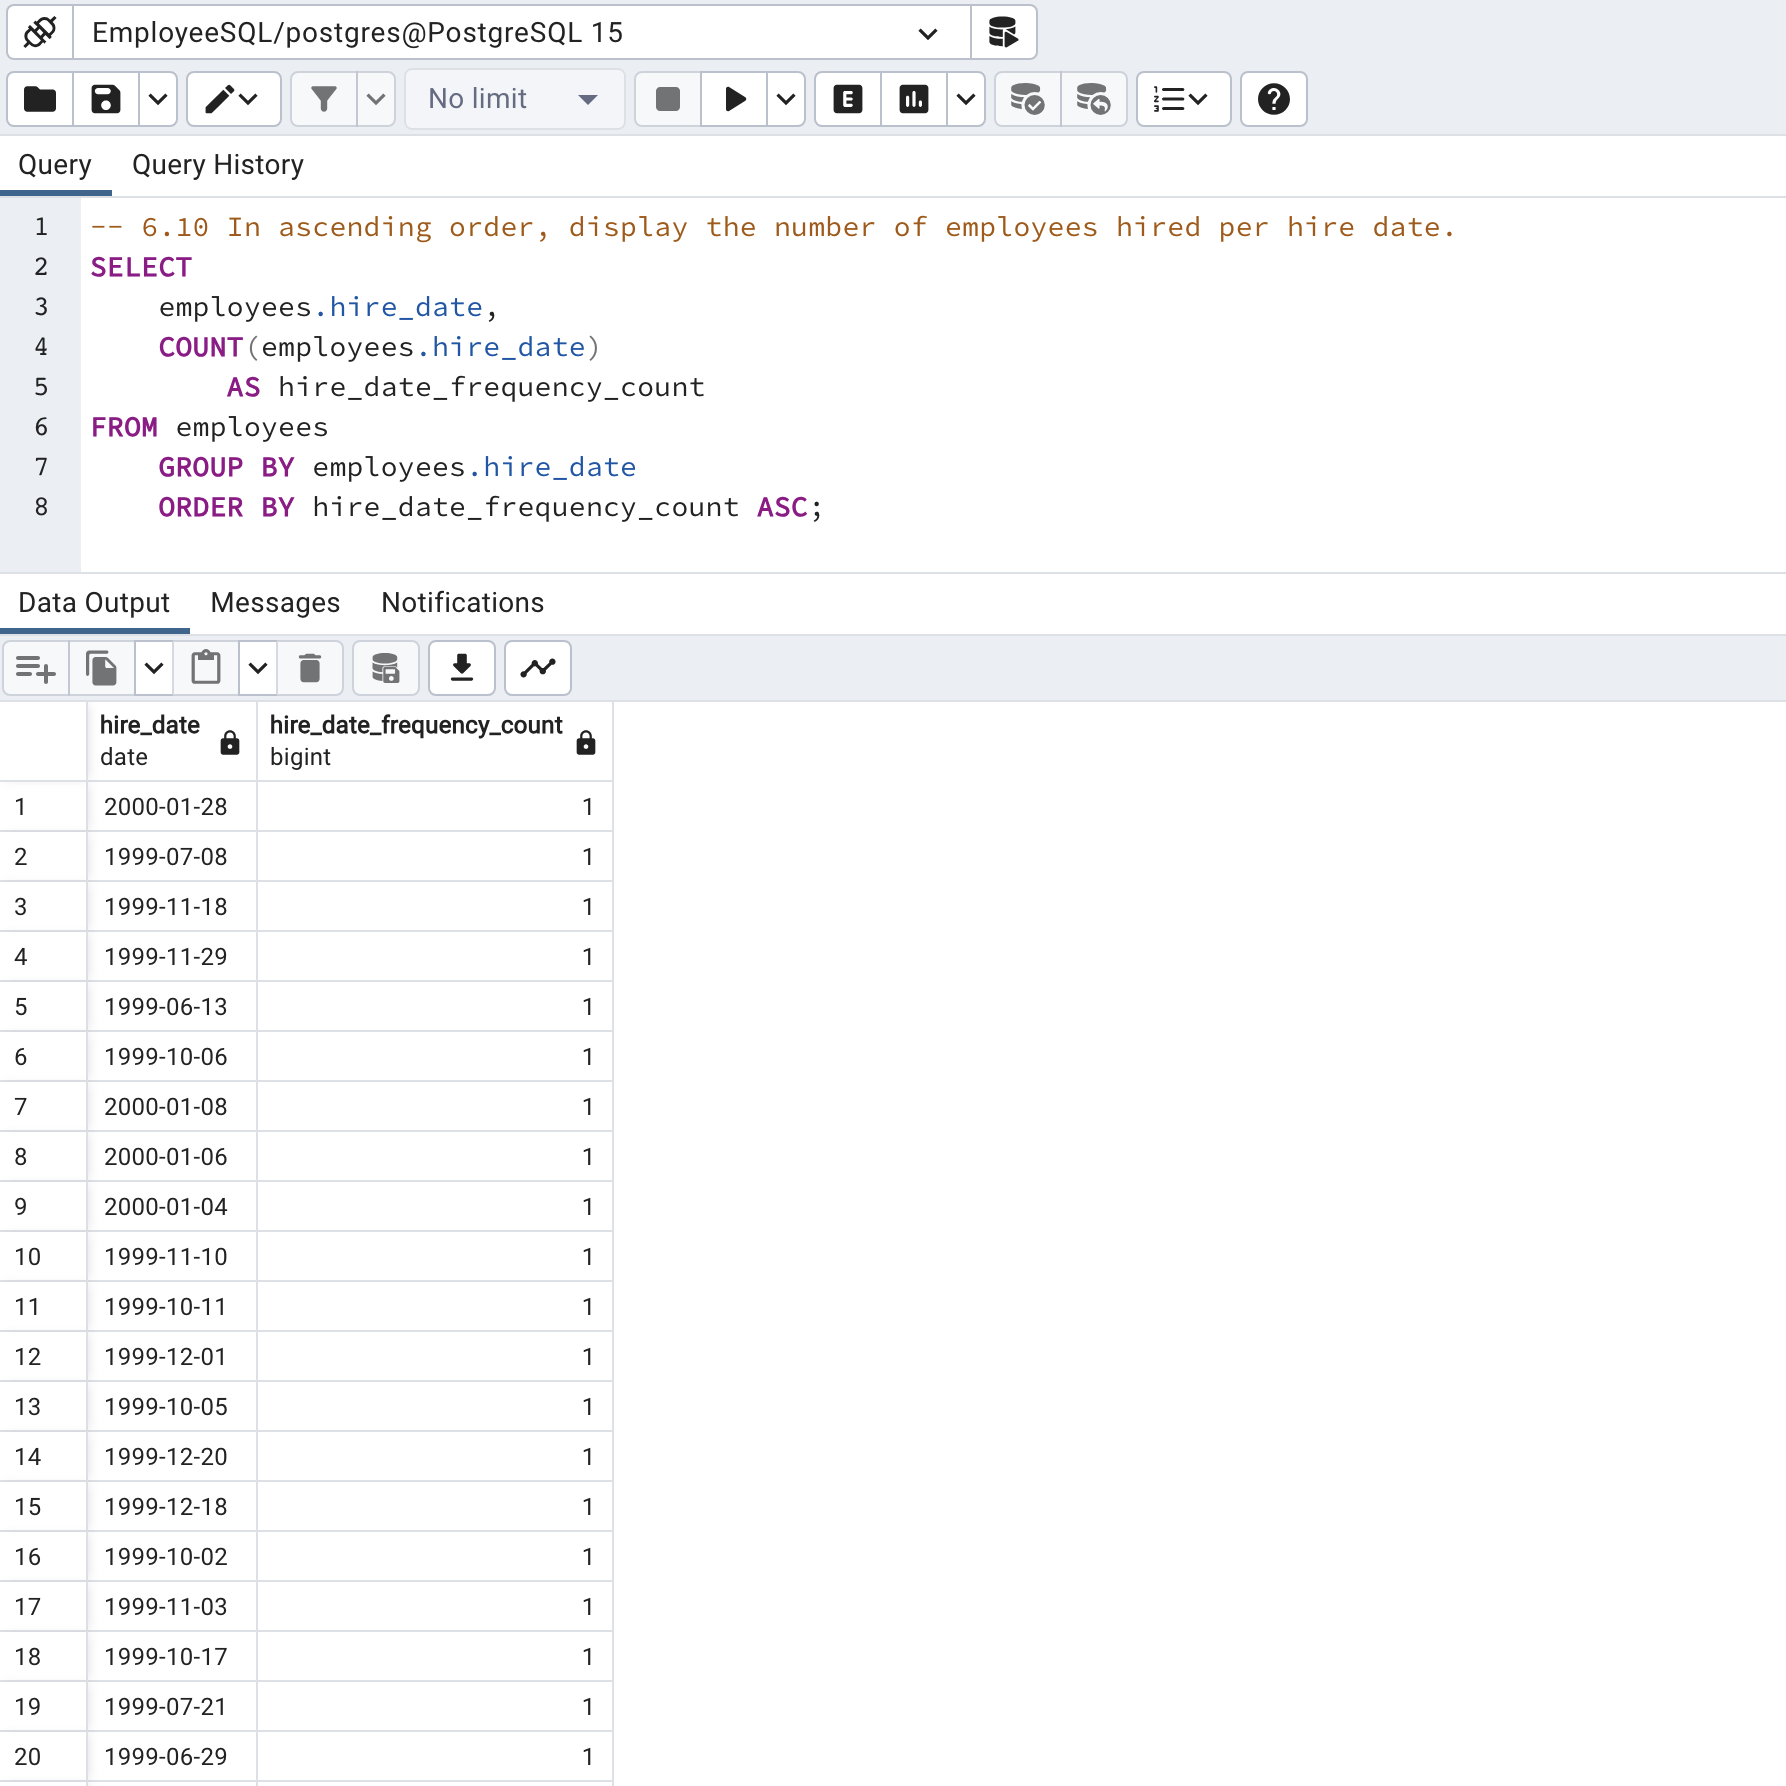 EmployeeSQL/postgres@PostgreSQL 15
No limit
E
Query Query History
1 -- 6.10 In ascending order, display the number of employees hired per hire date.
2 SELECT
3 employees.hire_date,
4 COUNT(employees.hire_date)
5 AS hire_date_frequency_count
6 FROM employees
7 GROUP BY employees.hire_date
8 ORDER BY hire_date_frequency_count ASC;
Data Output Messages Notifications
hire_date hire_date_frequency_count
date bigint
1 2000-01-28 1
2 1999-07-08 1
3 1999-11-18 1
4 1999-11-29 1
5 1999-06-13 1
6 1999-10-06 1
7 2000-01-08 1
8 2000-01-06 1
9 2000-01-04 1
10 1999-11-10 1
11 1999-10-11 1
12 1999-12-01 1
13 1999-10-05 1
14 1999-12-20 1
15 1999-12-18 1
16 1999-10-02 1
17 1999-11-03 1
18 1999-10-17 1
19 1999-07-21 1
20 1999-06-29 1